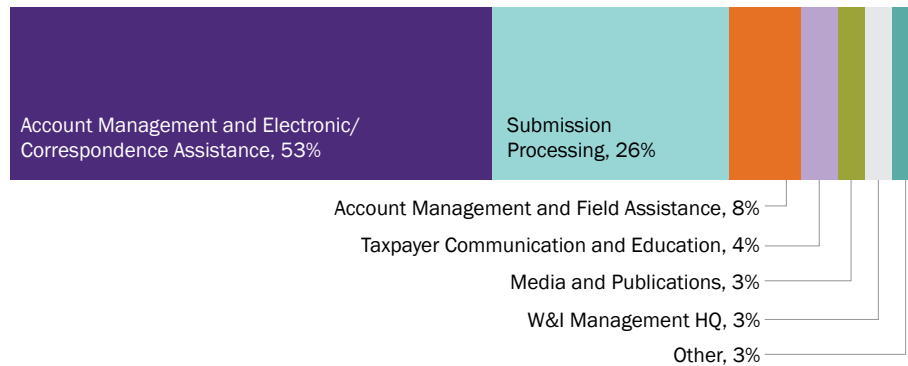 Account Management and Electronic/
Correspondence Assistance, 53%
Submission
Processing, 26%
Account Management and Field Assistance, 8%
Taxpayer Communication and Education, 4%
Media and Publications, 3%
W&I Management HQ, 3%
Other, 3%